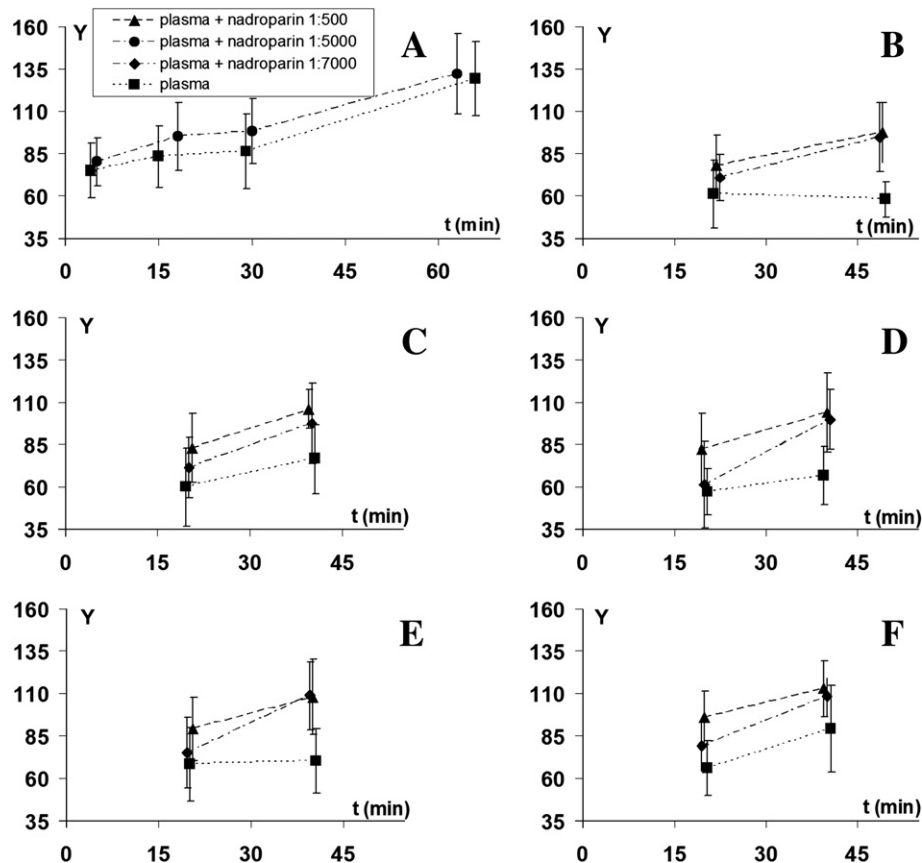 160 Y
plasma + nadroparin 1:500
plasma + nadroparin 1:5000
plasma + nadroparin 1:7000
plasma
A
135
110
85
60
35
t (min)
0 15 30 45 60
160 Y
B
135
110
85
60
35
t (min)
0 15 30 45
160 Y
C
135
110
85
60
35
t (min)
0 15 30 45
160 Y
D
135
110
85
60
35
t (min)
0 15 30 45
160 Y
E
135
110
85
60
35
t (min)
0 15 30 45
160 Y
F
135
110
85
60
35
t (min)
0 15 30 45